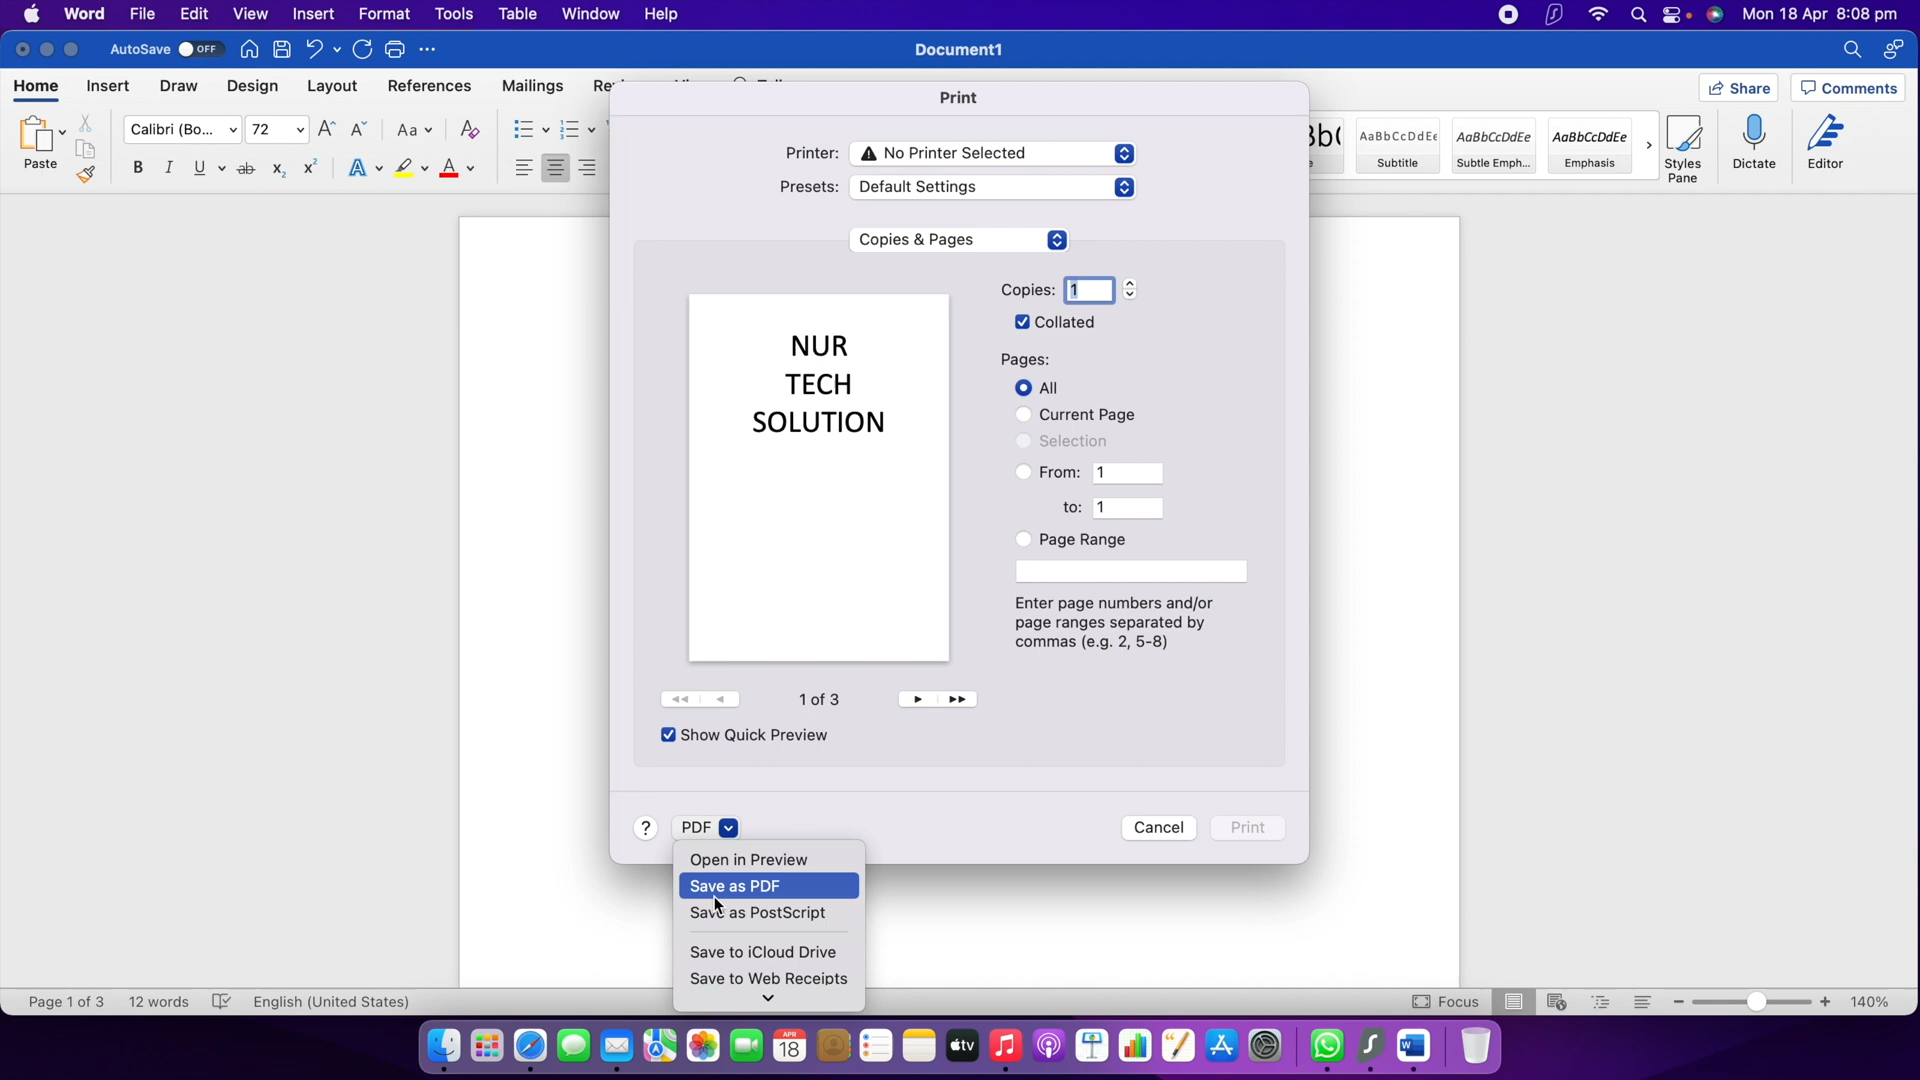 Word File Edit View Insert Format Tools Table Window Help Mon 18 Apr 8:08 pm
AutoSave OFF Document1
Home Insert Draw Design Layout References Mailings Share Comments
Paste Calibri (Bo... 72 Aa
AaBbCcDdEe AaBbCcDdEe AaBbCcDdEe
Subtitle Subtle Emph... Emphasis Styles Pane Dictate Editor
Print
Printer: No Printer Selected
Presets: Default Settings
Copies & Pages
Copies: 1
Collated
Pages:
All
Current Page
Selection
From: 1
to: 1
Page Range
Enter page numbers and/or
page ranges separated by
commas (e.g. 2, 5-8)
NUR
TECH
SOLUTION
1 of 3
Show Quick Preview
? PDF Cancel Print
Open in Preview
Save as PDF
Save as PostScript
Save to iCloud Drive
Save to Web Receipts
Page 1 of 3 12 words English (United States) Focus 140%
APR
18
tv